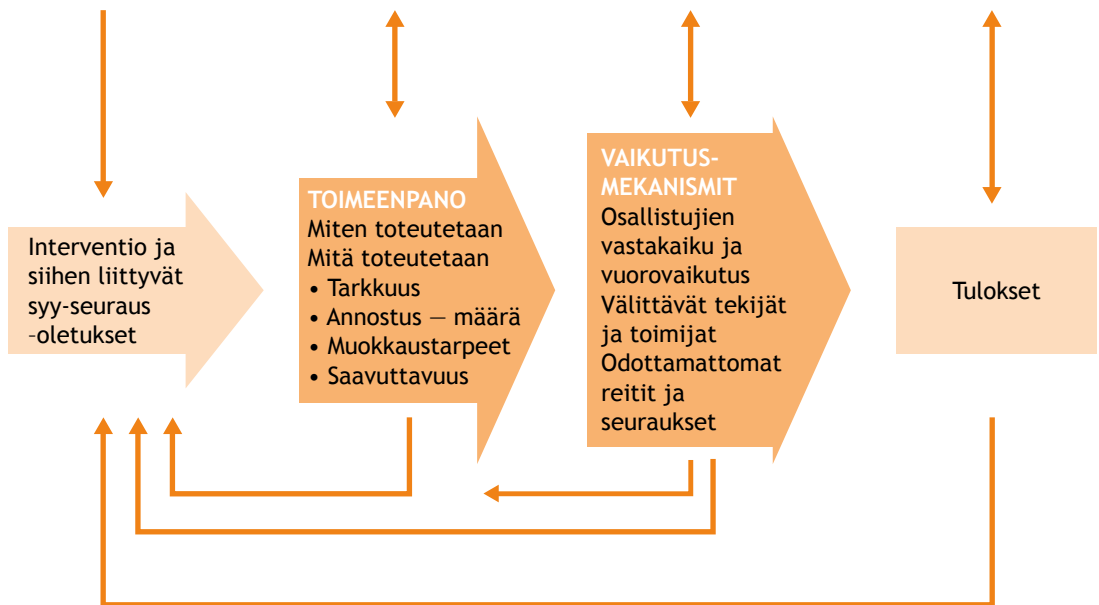 Interventio ja
siihen liittyvät
syy-seuraus
-oletukset
TOIMEENPANO
Miten toteutetaan
Mitä toteutetaan
• Tarkkuus
• Annostus — määrä
• Muokkaustarpeet
• Saavuttavuus
VAIKUTUS-
MEKANISMIT
Osallistujien
vastakaiku ja
vuorovaikutus
Välittävät tekijät
ja toimijat
Odottamattomat
reitit ja
seuraukset
Tulokset